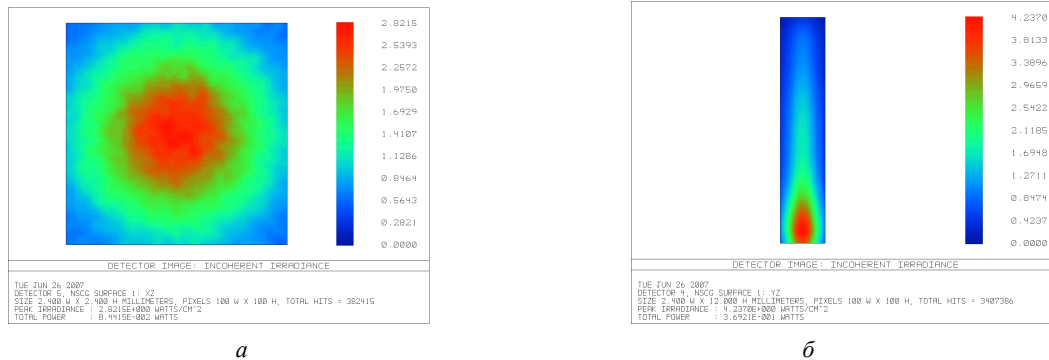 2.8215
2.5393
2.2572
1.9750
1.6929
1.4107
1.1286
0.8464
0.5643
0.2821
0.0000
DETECTOR IMAGE: INCOHERENT IRRADIANCE
TUE JUN 26 2007
DETECTOR 5, NSCG SURFACE 1: XZ
SIZE 2.400 W X 2.400 H MILLIMETERS, PIXELS 100 W X 100 H, TOTAL HITS = 382415
PEAK IRRADIANCE : 2.8215E+000 WATTS/CM^2
TOTAL POWER : 8.4415E-002 WATTS
а
4.2370
3.8133
3.3896
2.9659
2.5422
2.1185
1.6948
1.2711
0.8474
0.4237
0.0000
DETECTOR IMAGE: INCOHERENT IRRADIANCE
TUE JUN 26 2007
DETECTOR 4, NSCG SURFACE 1: YZ
SIZE 2.400 W X 12.000 H MILLIMETERS, PIXELS 100 W X 100 H, TOTAL HITS = 3407386
PEAK IRRADIANCE : 4.2370E+000 WATTS/CM^2
TOTAL POWER : 3.6921E-001 WATTS
б